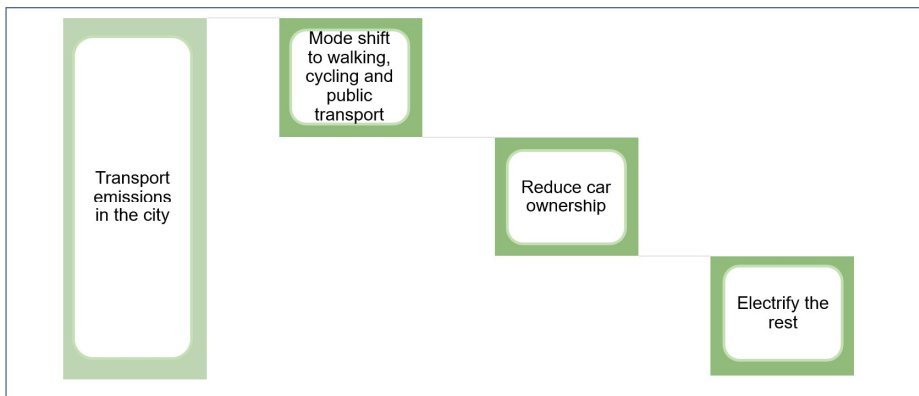 Transport
emissions
in the city
Mode shift
to walking,
cycling and
public
transport
Reduce car
ownership
Electrify the
rest